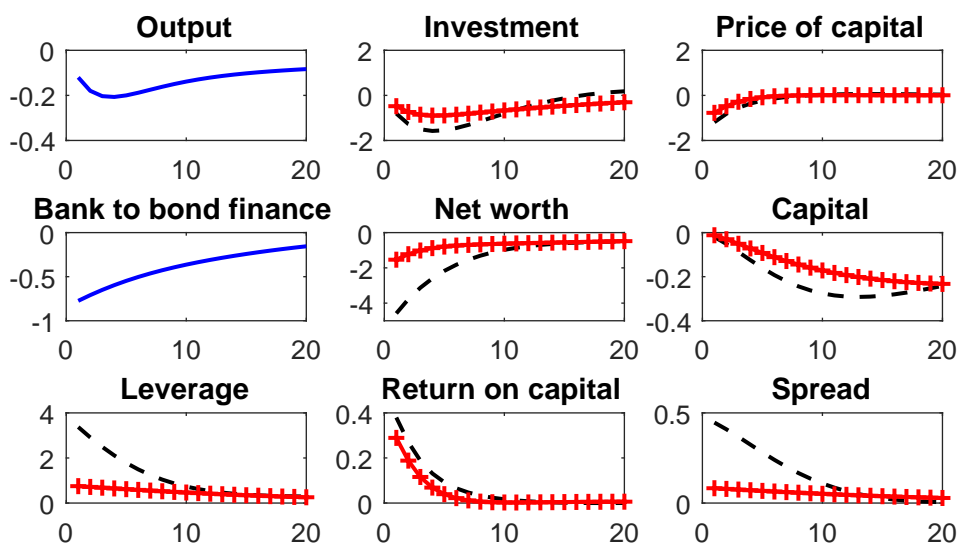 Output Investment Price of capital
0 2 2
-0.2 0 0
-0.4 -2 -2
0 10 20 0 10 20 0 10 20
Bank to bond finance Net worth Capital
0 0 0
-0.5 -2 -0.2
-4
-1 -0.4
0 10 20 0 10 20 0 10 20
Leverage Return on capital Spread
4 0.4 0.5
2 0.2
0 0 0
0 10 20 0 10 20 0 10 20